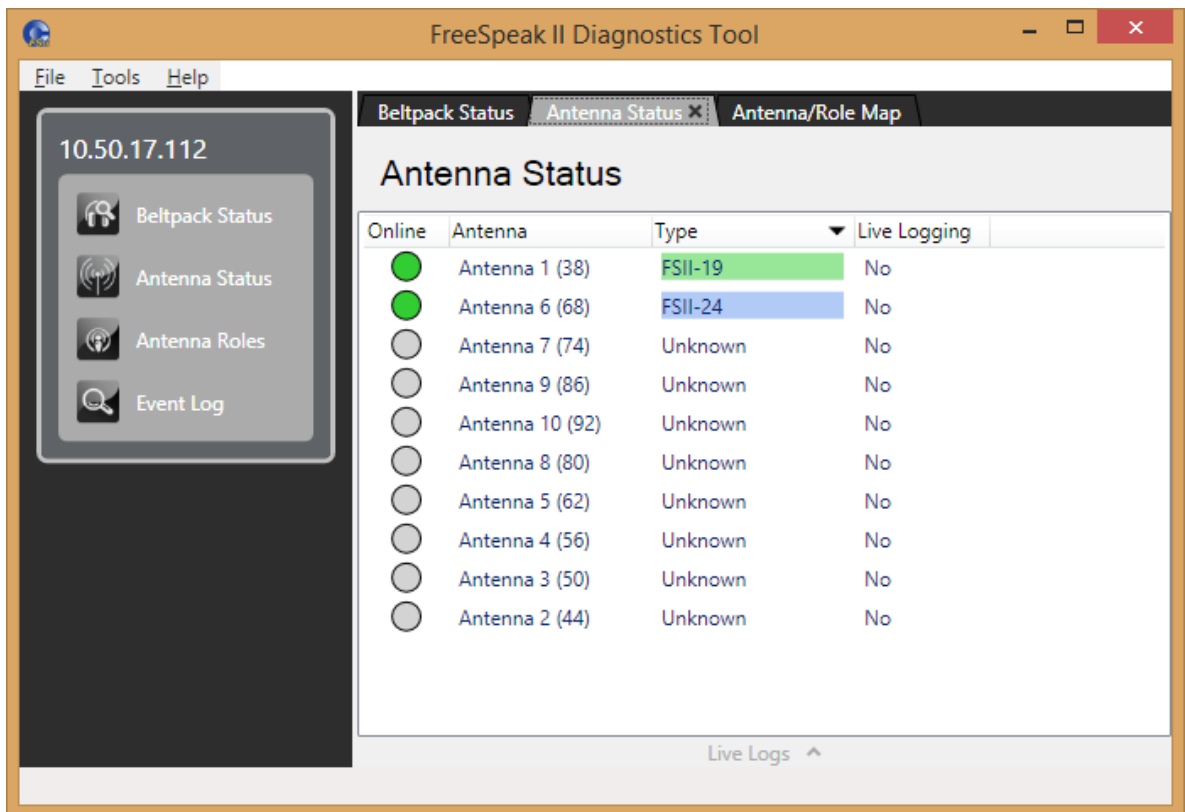 FreeSpeak II Diagnostics Tool
File Tools Help
10.50.17.112
Beltpack Status
Antenna Status
Antenna Roles
Event Log
Beltpack Status Antenna Status Antenna/Role Map
Antenna Status
Online Antenna Type Live Logging
Antenna 1 (38) FSII-19 No
Antenna 6 (68) FSII-24 No
Antenna 7 (74) Unknown No
Antenna 9 (86) Unknown No
Antenna 10 (92) Unknown No
Antenna 8 (80) Unknown No
Antenna 5 (62) Unknown No
Antenna 4 (56) Unknown No
Antenna 3 (50) Unknown No
Antenna 2 (44) Unknown No
Live Logs